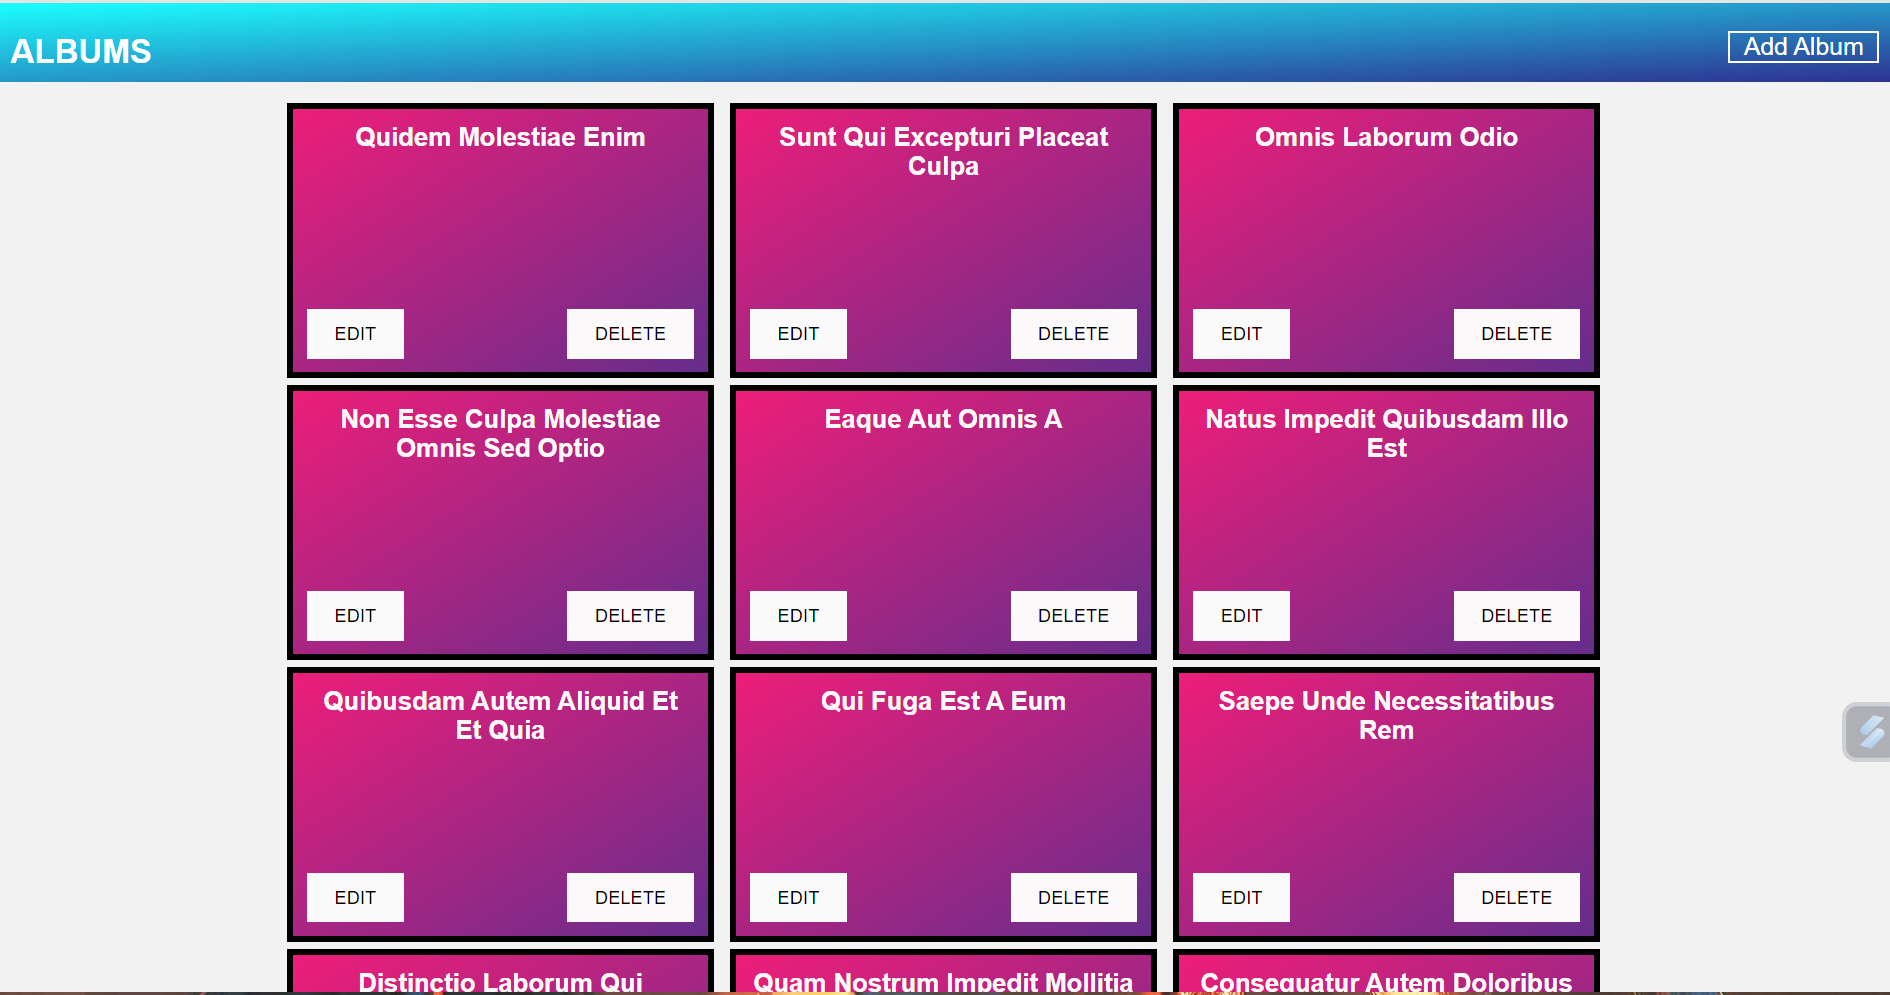 ALBUMS
Add Album
Quidem Molestiae Enim
EDIT
DELETE
Sunt Qui Excepturi Placeat
Culpa
EDIT
DELETE
Omnis Laborum Odio
EDIT
DELETE
Non Esse Culpa Molestiae
Omnis Sed Optio
EDIT
DELETE
Eaque Aut Omnis A
EDIT
DELETE
Natus Impedit Quibusdam Illo
Est
EDIT
DELETE
Quibusdam Autem Aliquid Et
Et Quia
EDIT
DELETE
Qui Fuga Est A Eum
EDIT
DELETE
Saepe Unde Necessitatibus
Rem
EDIT
DELETE
Distinctio Laborum Qui
Quam Nostrum Impedit Mollitia
Consequatur Autem Doloribus